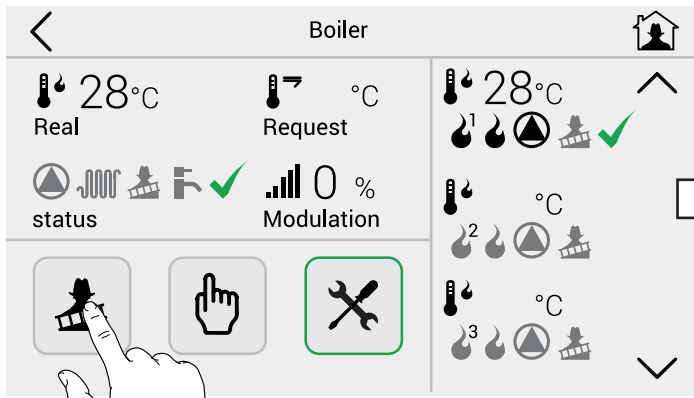 Boiler
28°C
Real
°C
Request
status
0 %
Modulation
28°C
1
°C
2
°C
3